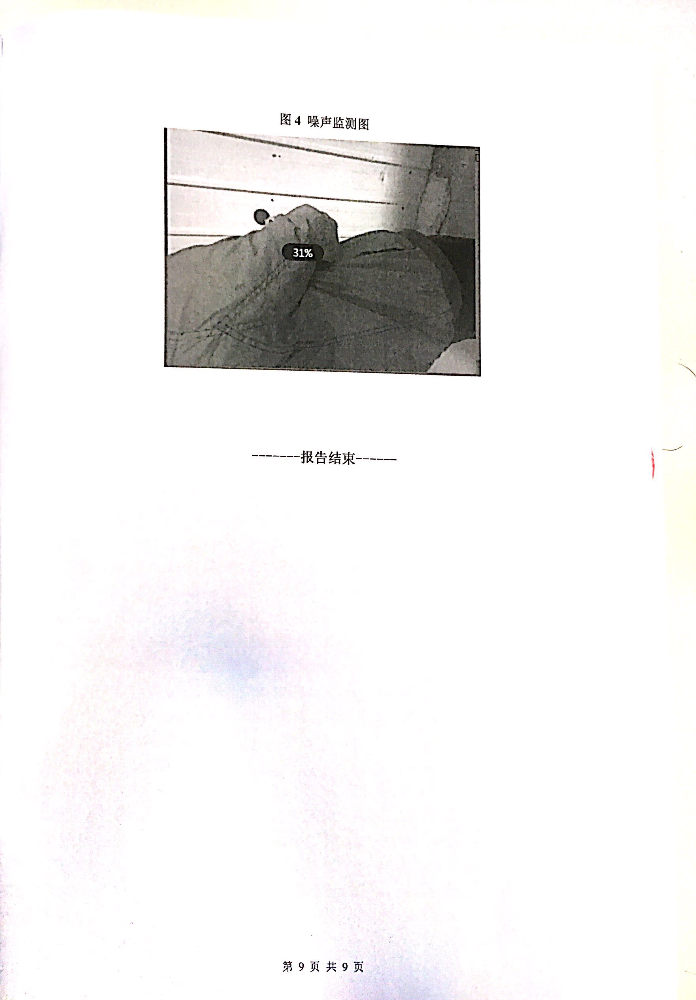 图 4 噪声监测图
31%
-------报告结束------
第 9 页 共 9 页